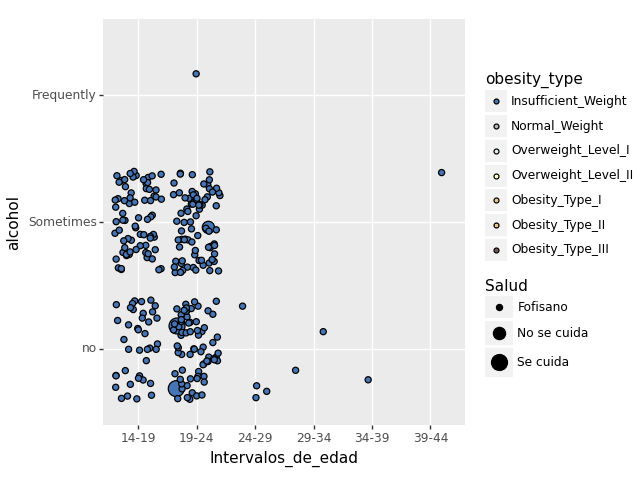 alcohol
Frequently
Sometimes
no
14-19 19-24 24-29 29-34 34-39 39-44
Intervalos_de_edad
obesity_type
Insufficient_Weight
Normal_Weight
Overweight_Level_I
Overweight_Level_II
Obesity_Type_I
Obesity_Type_II
Obesity_Type_III
Salud
Fofisano
No se cuida
Se cuida